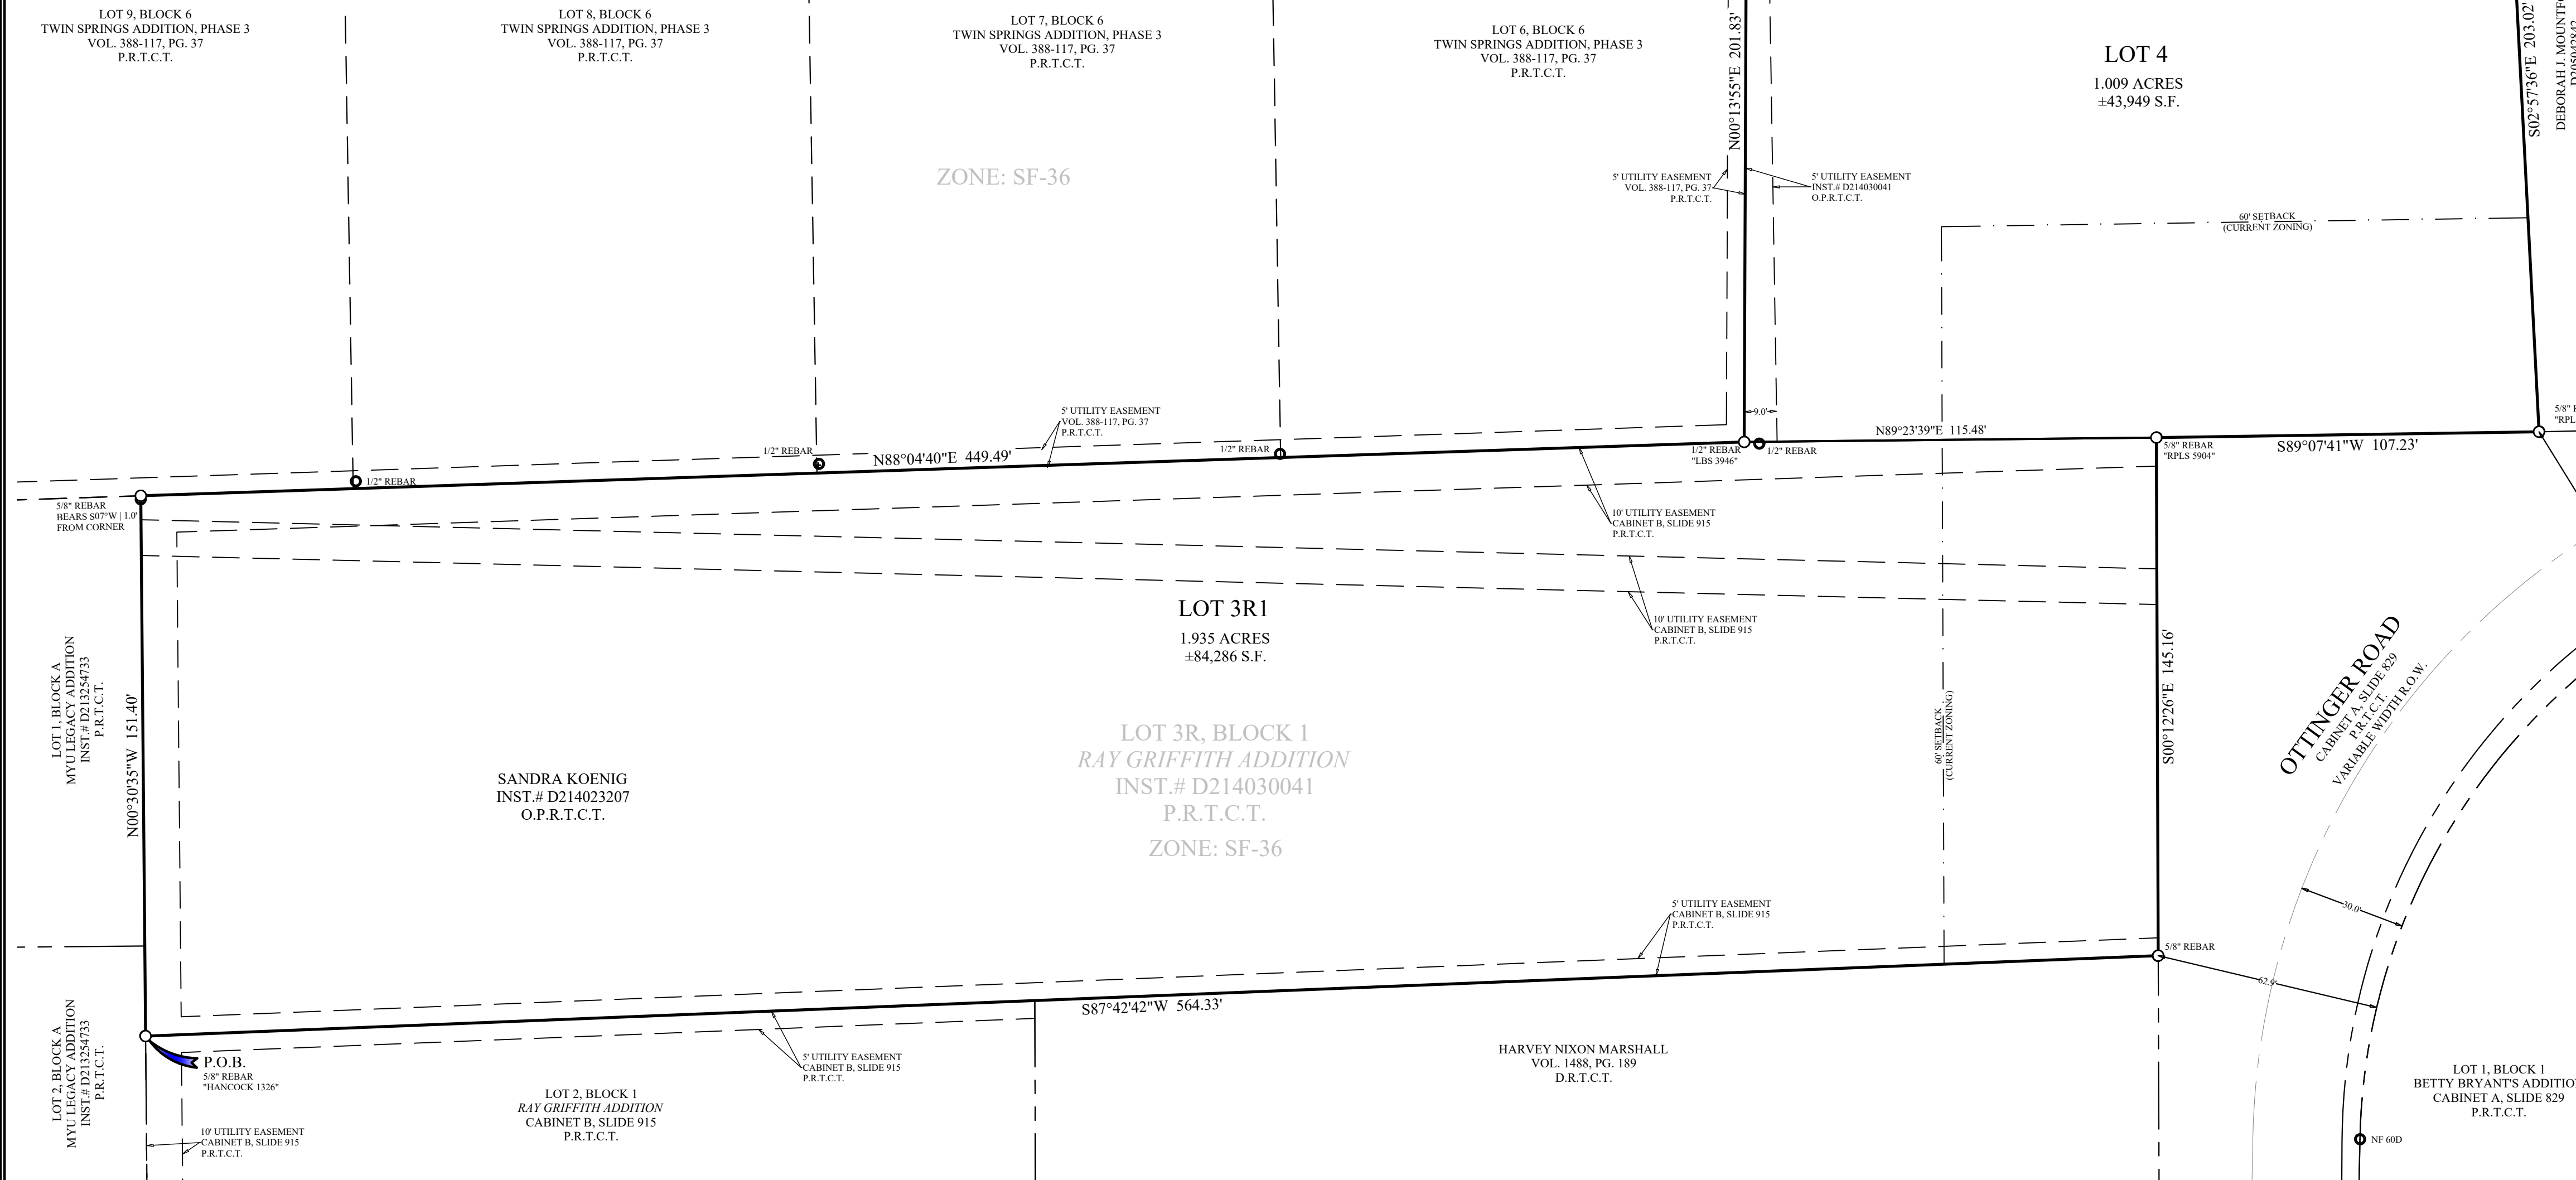 LOT 9, BLOCK 6
TWIN SPRINGS ADDITION, PHASE 3
VOL. 388-117, PG. 37
P.R.T.C.T.
LOT 8, BLOCK 6
TWIN SPRINGS ADDITION, PHASE 3
VOL. 388-117, PG. 37
P.R.T.C.T.
LOT 7, BLOCK 6
TWIN SPRINGS ADDITION, PHASE 3
VOL. 388-117, PG. 37
P.R.T.C.T.
LOT 6, BLOCK 6
TWIN SPRINGS ADDITION, PHASE 3
VOL. 388-117, PG. 37
P.R.T.C.T.
N00°13'55"E 201.83'
LOT 4
1.009 ACRES
±43,949 S.F.
S02°57'36"E 203.02'
DEBORAH J. MOUNTFO
ZONE: SF-36
5' UTILITY EASEMENT
VOL. 388-117, PG. 37
P.R.T.C.T.
5' UTILITY EASEMENT
INST.# D214030041
O.P.R.T.C.T.
60' SETBACK
(CURRENT ZONING)
5' UTILITY EASEMENT
VOL. 388-117, PG. 37
P.R.T.C.T.
9.0'
N89°23'39"E 115.48'
5/8" R
"RPL
1/2" REBAR
N88°04'40"E 449.49'
1/2" REBAR
1/2" REBAR
"LBS 3946"
1/2" REBAR
5/8" REBAR
"RPLS 5904"
S89°07'41"W 107.23'
1/2" REBAR
5/8" REBAR
BEARS S07°W | 1.0'
FROM CORNER
10' UTILITY EASEMENT
CABINET B, SLIDE 915
P.R.T.C.T.
LOT 3R1
1.935 ACRES
±84,286 S.F.
10' UTILITY EASEMENT
CABINET B, SLIDE 915
P.R.T.C.T.
LOT 1, BLOCK A
MYU LEGACY ADDITION
INST.# D213254733
P.R.T.C.T.
N00°30'35"W 151.40'
SANDRA KOENIG
INST.# D214023207
O.P.R.T.C.T.
LOT 3R, BLOCK 1
RAY GRIFFITH ADDITION
INST.# D214030041
P.R.T.C.T.
ZONE: SF-36
60' SETBACK
(CURRENT ZONING)
S00°12'26"E 145.16'
OTTINGER ROAD
CABINET A, SLIDE 829
P.R.T.C.T.
VARIABLE WIDTH R.O.W.
30.0'
5' UTILITY EASEMENT
CABINET B, SLIDE 915
P.R.T.C.T.
5/8" REBAR
62.9'
S87°42'42"W 564.33'
LOT 2, BLOCK A
MYU LEGACY ADDITION
INST.# D213254733
P.R.T.C.T.
P.O.B.
5/8" REBAR
"HANCOCK 1326"
5' UTILITY EASEMENT
CABINET B, SLIDE 915
P.R.T.C.T.
HARVEY NIXON MARSHALL
VOL. 1488, PG. 189
D.R.T.C.T.
LOT 1, BLOCK 1
BETTY BRYANT'S ADDITIO
CABINET A, SLIDE 829
P.R.T.C.T.
LOT 2, BLOCK 1
RAY GRIFFITH ADDITION
CABINET B, SLIDE 915
P.R.T.C.T.
10' UTILITY EASEMENT
CABINET B, SLIDE 915
P.R.T.C.T.
NF 60D